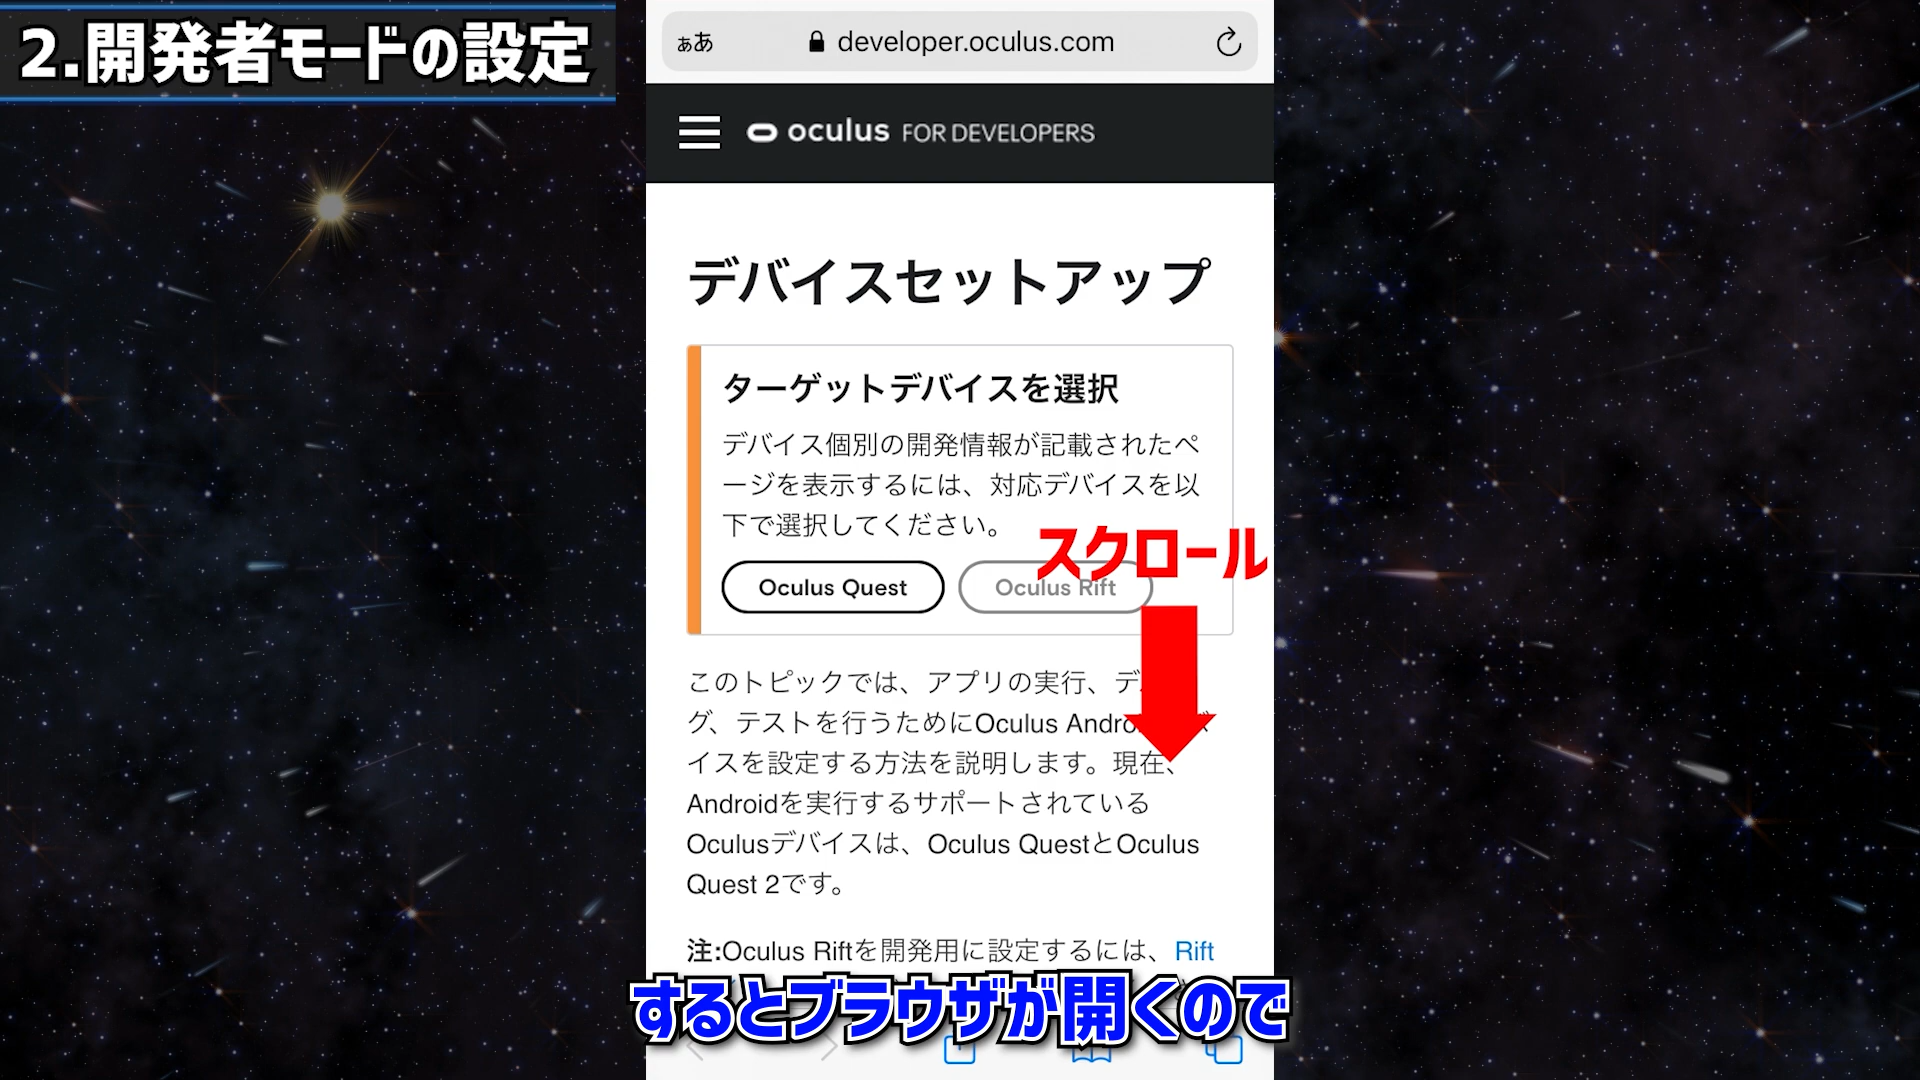 2.開発者モードの設定
ぁあ developer.oculus.com
oculus FOR DEVELOPERS
デバイスセットアップ
ターゲットデバイスを選択
デバイス個別の開発情報が記載されたペ
ージを表示するには、対応デバイスを以
下で選択してください。
スクロール
Oculus Quest
Oculus Rift
このトピックでは、アプリの実行、デ
グ、テストを行うためにOculus Andro
イスを設定する方法を説明します。現在、
Androidを実行するサポートされている
Oculusデバイスは、Oculus QuestとOculus
Quest 2です。
注:Oculus Riftを開発用に設定するには、Rift
するとブラウザが開くので